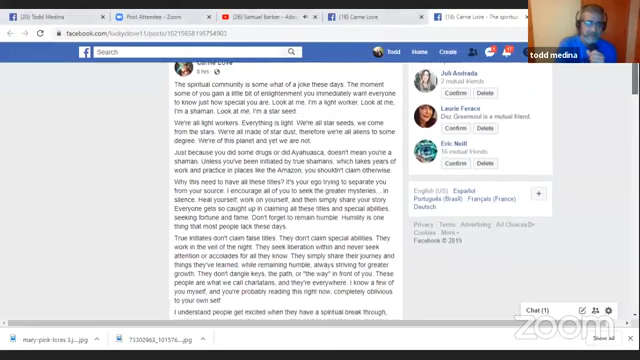 (20) Todd Medina
Post Attendee - Zoom
(26) Samuel Barber - Ado
(18) Carrie Love
(18) Carrie Love - The spiritua
facebook.com/luckyclove11/posts/10215658197754902
Search
Todd
Home
Create
todd medina
Carrie Love
8 hrs
The spiritual community is some what of a joke these days. The moment
some of you gain a little bit of enlightenment you immediately want everyone
to know just how special you are. Look at me, I'm a light worker. Look at me,
I'm a shaman. Look at me, I'm a star seed.
We're all light workers. Everything is light. We're all star seeds, we come
from the stars. We're all made of star dust, therefore we're all aliens to some
degree. We're of this planet and yet we are not.
Just because you did some drugs or did Ayahuasca, doesn't mean you're a
shaman. Unless you've been initiated by true shamans, which takes years of
work and practice in places like the Amazon, you shouldn't claim otherwise.
Why this need to have all these titles? It's your ego trying to separate you
from your source. I encourage all of you to seek the greater mysteries... in
silence. Heal yourself, work on yourself, and then simply share your story.
Everyone gets so caught up in claiming all these titles and special abilities,
seeking fortune and fame. Don't forget to remain humble. Humility is one
thing that most people lack these days.
True initiates don't claim false titles. They don't claim special abilities. They
work in the veil of the night. They seek liberation within and never seek
attention or accolades for all they know. They simply share their journey and
things they've learned, while remaining humble, always striving for greater
growth. They don't dangle keys, the path, or "the way" in front of you. These
people are what we call charlatans, and they're everywhere. I know a few of
you myself, and you're probably reading this right now, completely oblivious
to your own self.
I understand people get excited when they have a spiritual break through,
Juli Andrada
2 mutual friends
Confirm
Delete
Laurie Ferace
Dez Greensoul is a mutual friend.
Confirm
Delete
Eric Neill
16 mutual friends
Confirm
Delete
English (US) · Español
Português (Brasil) · Français (France)
Deutsch
Privacy · Terms · Advertising · Ad Choices
Cookies · More
Facebook © 2019
Chat (1)
zoom
mary-pink-lores (.j....jpg
73302963_101576....jpg
Show All